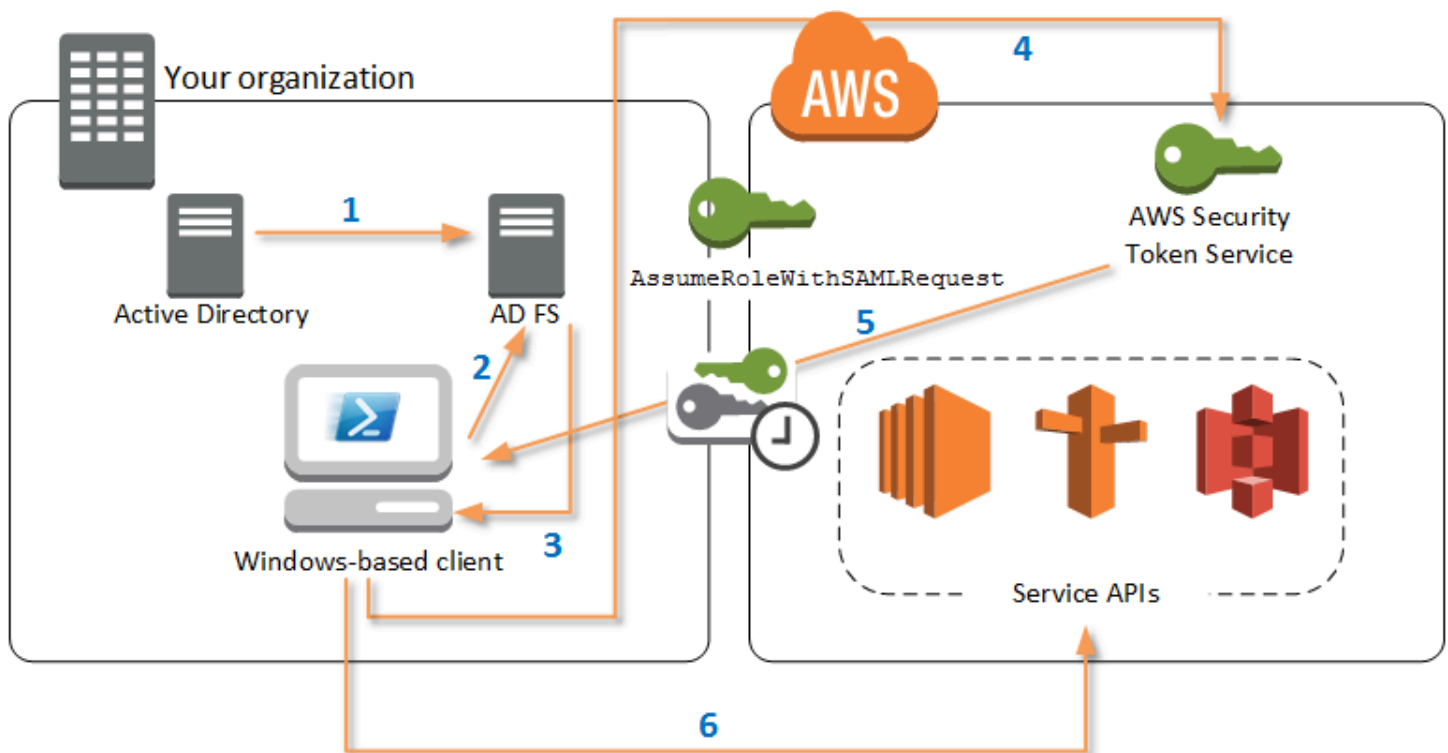 4
Your organization
AWS
1
AWS Security
Token Service
AssumeRoleWithSAMLRequest
Active Directory
AD FS
5
2
3
Windows-based client
Service APIs
6